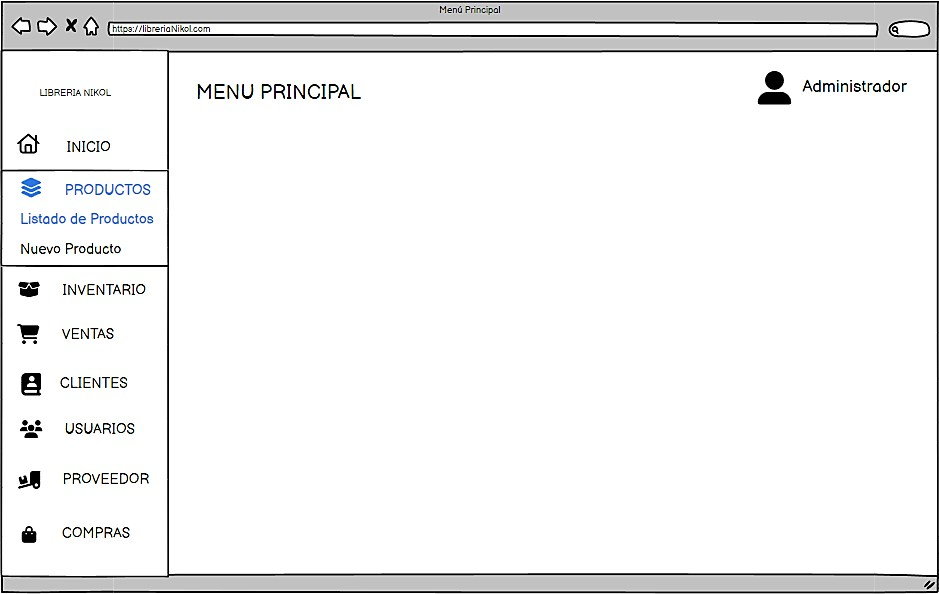 Menú Principal
https://libreriaNikol.com
LIBRERIA NIKOL
MENU PRINCIPAL
Administrador
INICIO
PRODUCTOS
Listado de Productos
Nuevo Producto
INVENTARIO
VENTAS
CLIENTES
USUARIOS
PROVEEDOR
COMPRAS